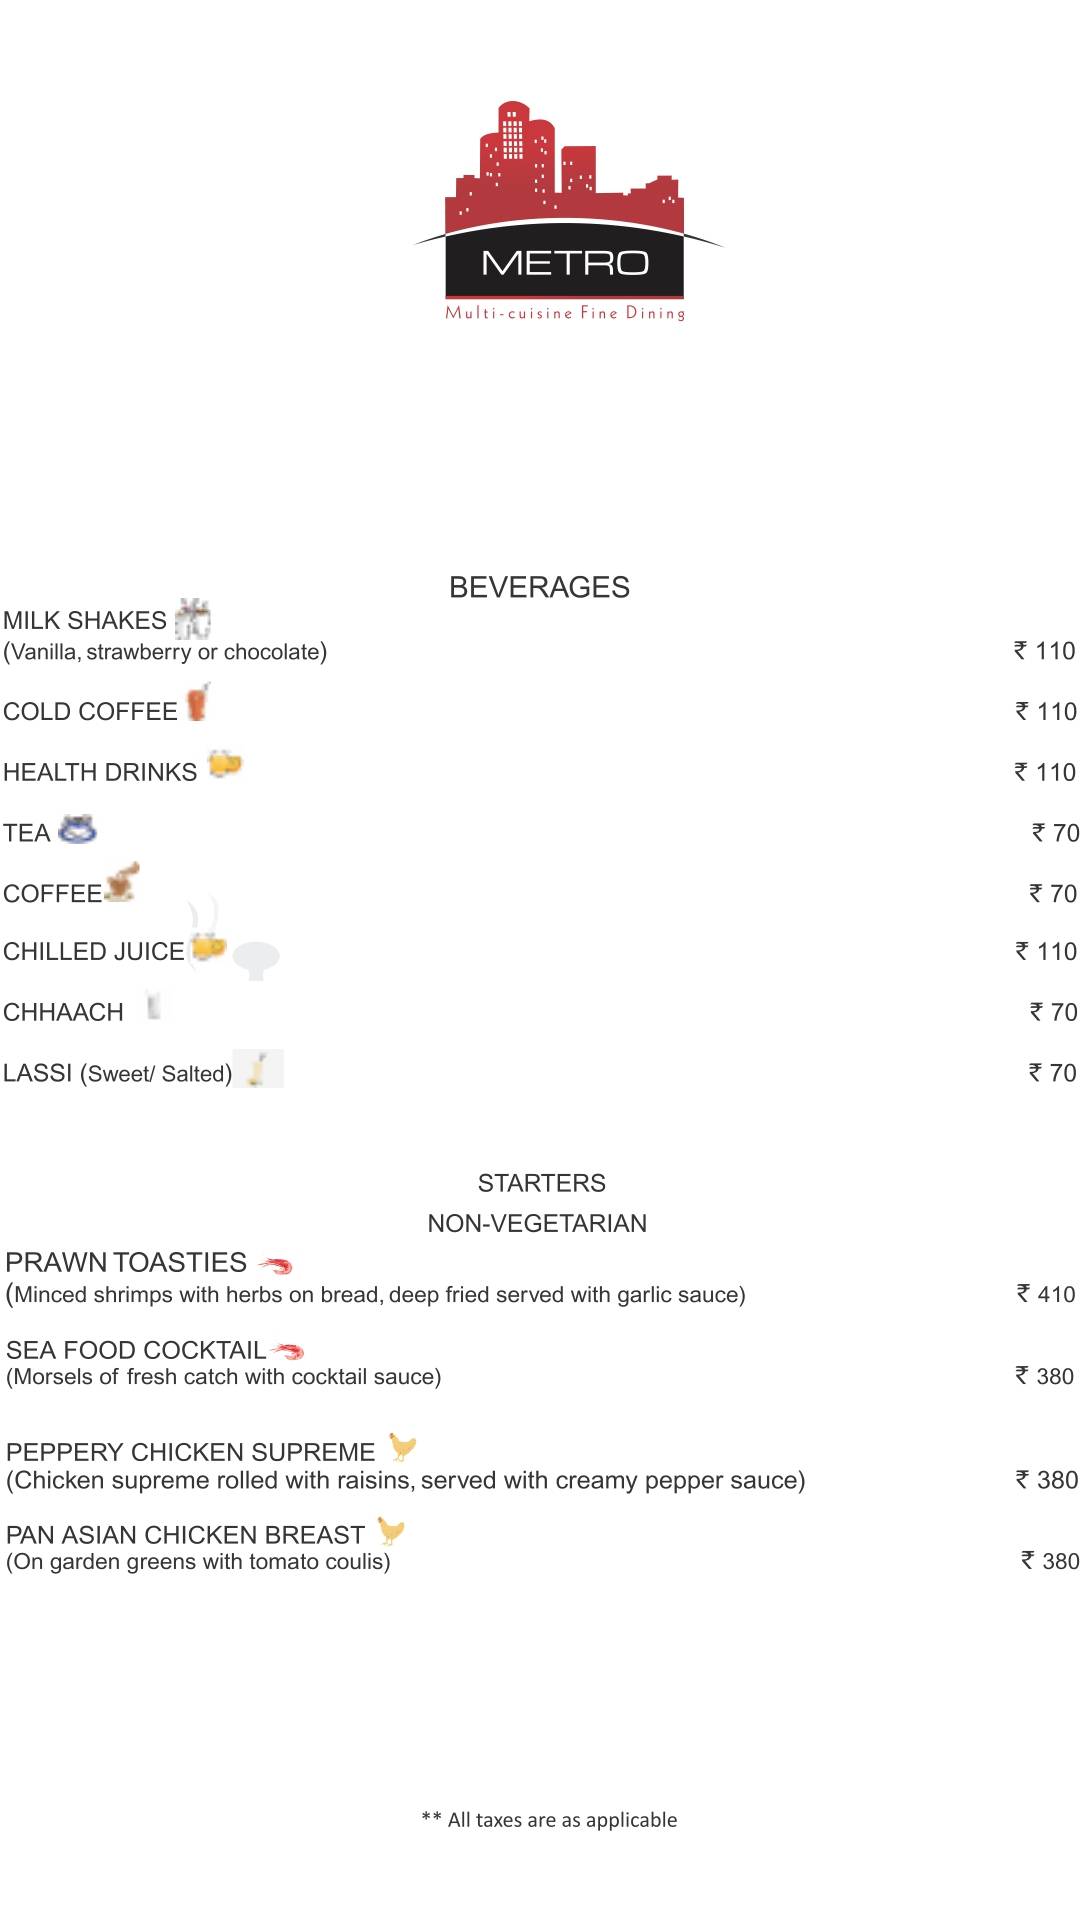 METRO
Multi-cuisine Fine Dining
BEVERAGES
MILK SHAKES
(Vanilla, strawberry or chocolate) ₹ 110
COLD COFFEE ₹ 110
HEALTH DRINKS ₹ 110
TEA ₹ 70
COFFEE ₹ 70
CHILLED JUICE ₹ 110
CHHAACH ₹ 70
LASSI (Sweet/ Salted) ₹ 70
STARTERS
NON-VEGETARIAN
PRAWN TOASTIES
(Minced shrimps with herbs on bread, deep fried served with garlic sauce) ₹ 410
SEA FOOD COCKTAIL
(Morsels of fresh catch with cocktail sauce) ₹ 380
PEPPERY CHICKEN SUPREME
(Chicken supreme rolled with raisins, served with creamy pepper sauce) ₹ 380
PAN ASIAN CHICKEN BREAST
(On garden greens with tomato coulis) ₹ 380
** All taxes are as applicable